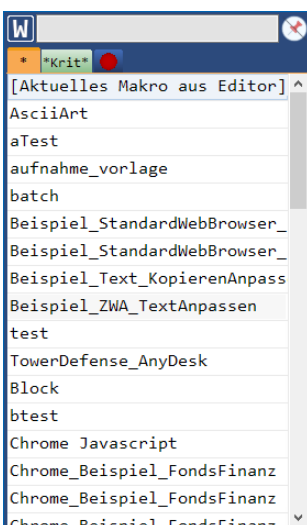 W
* *Krit*
[Aktuelles Makro aus Editor]
AsciiArt
aTest
aufnahme_vorlage
batch
Beispiel_StandardWebBrowser_
Beispiel_StandardWebBrowser_
Beispiel_Text_KopierenAnpass
Beispiel_ZWA_TextAnpassen
test
TowerDefense_AnyDesk
Block
btest
Chrome Javascript
Chrome_Beispiel_FondsFinanz
Chrome_Beispiel_FondsFinanz
Chrome_Beispiel_FondsFinanz